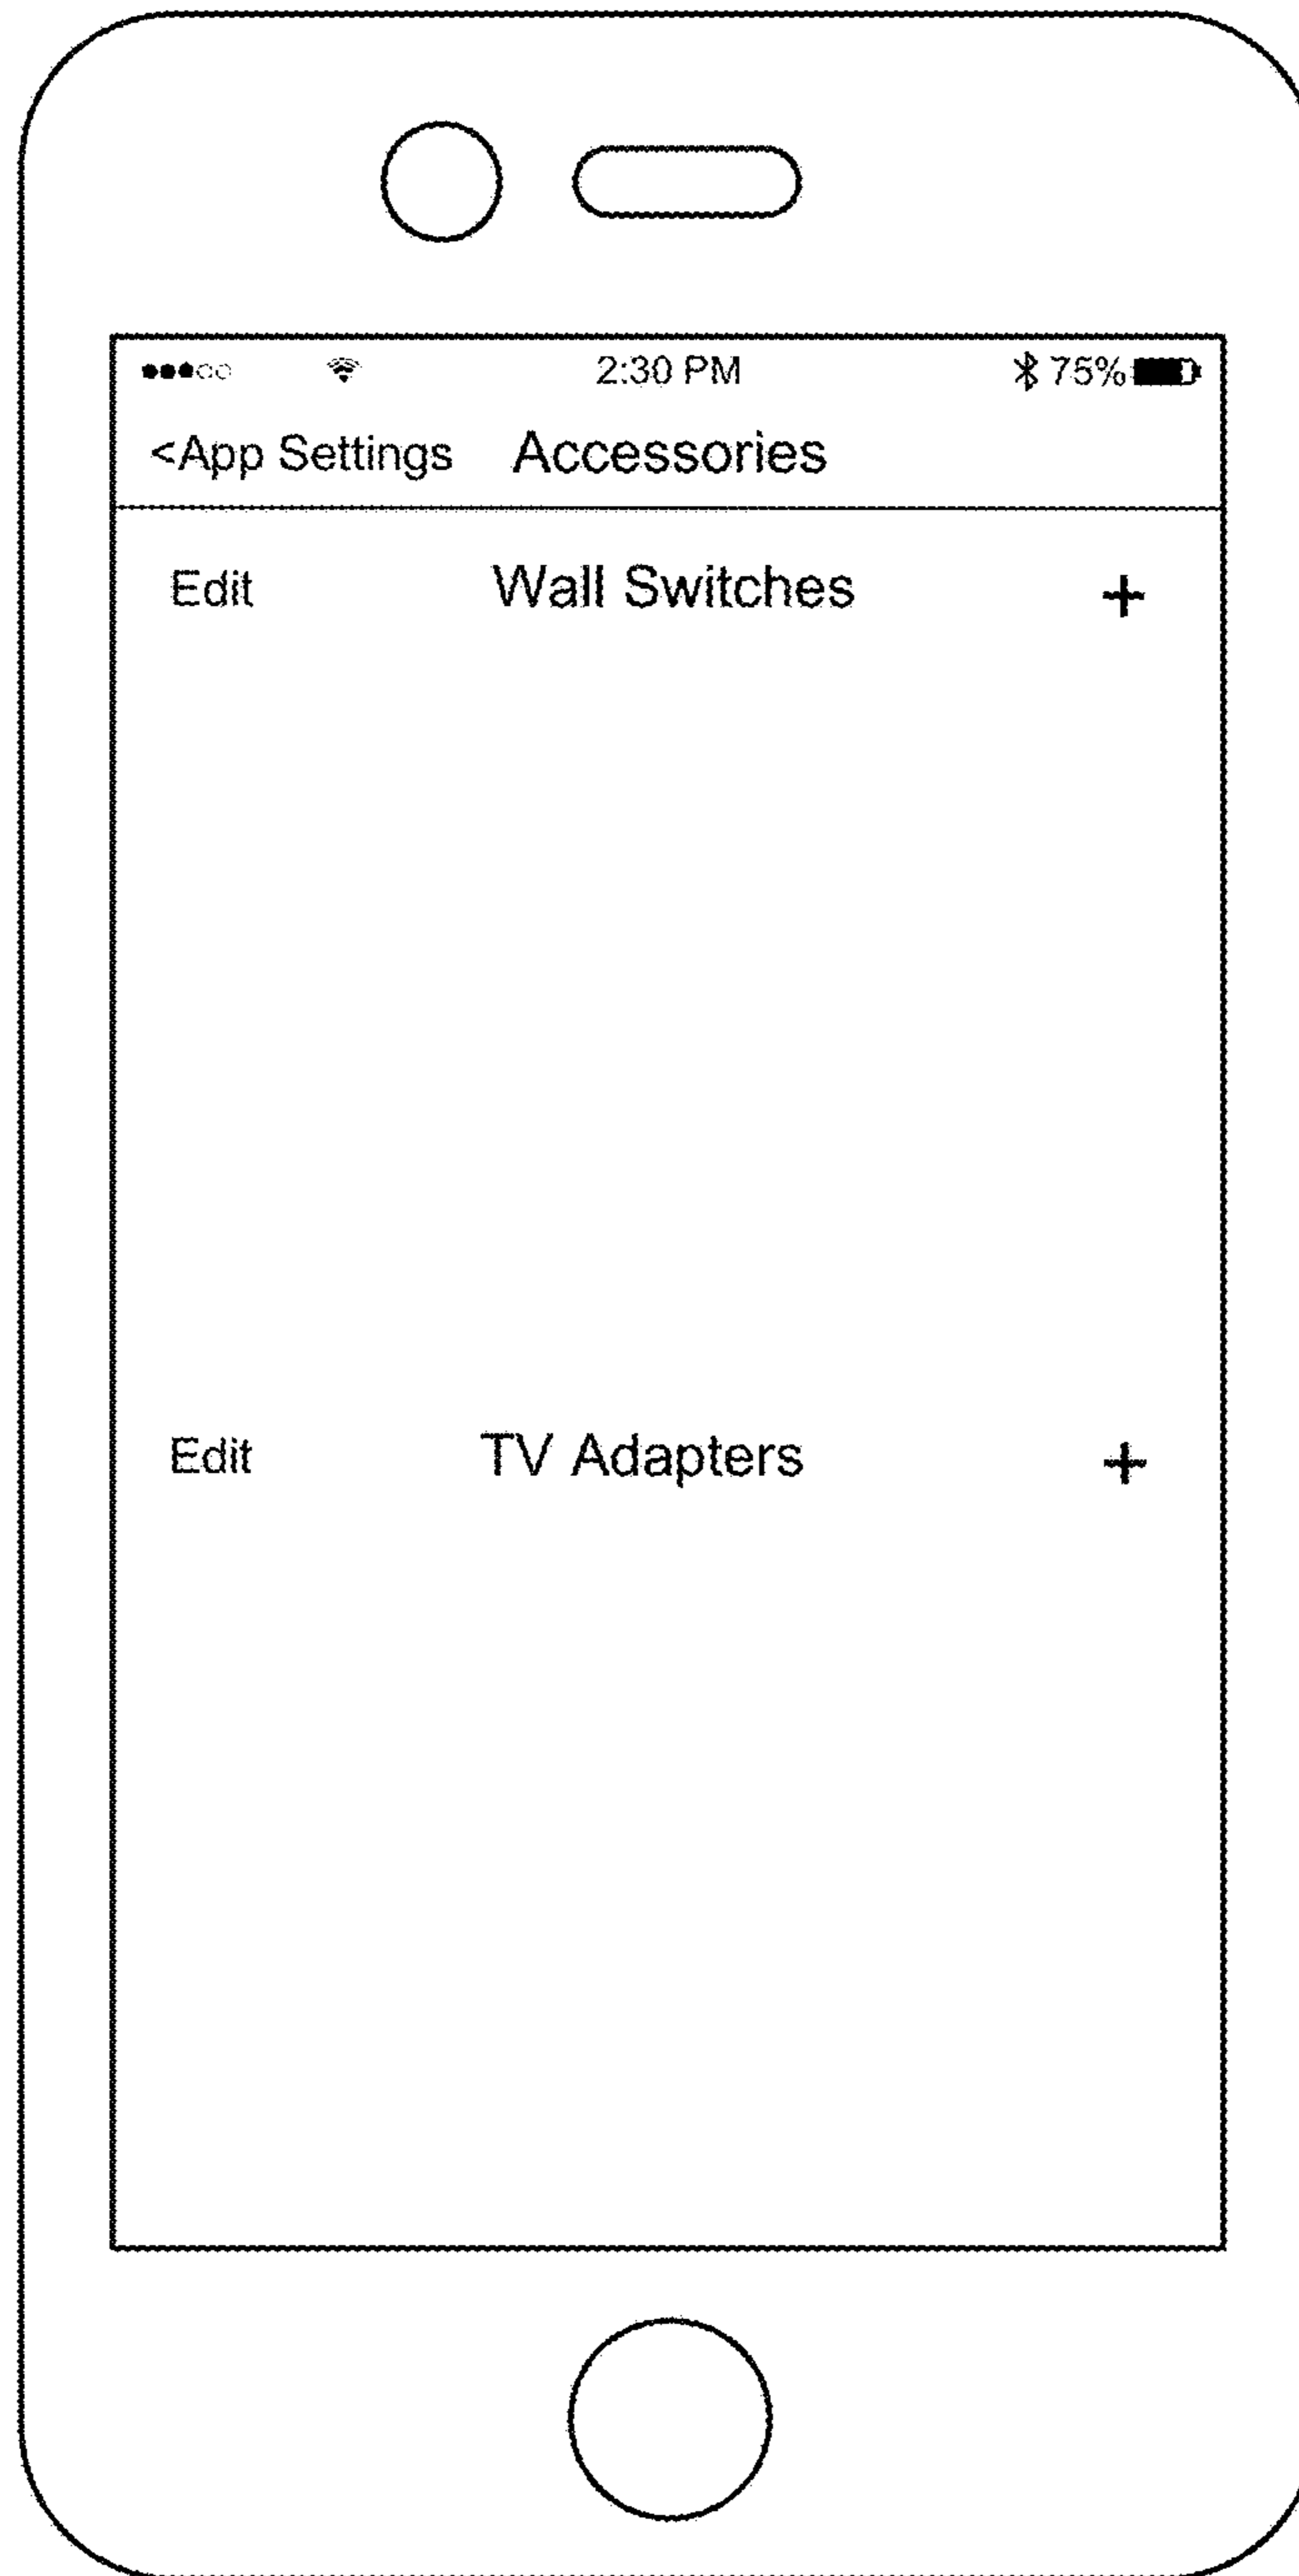 2:30 PM 75%
<App Settings Accessories
Edit Wall Switches +
Edit TV Adapters +